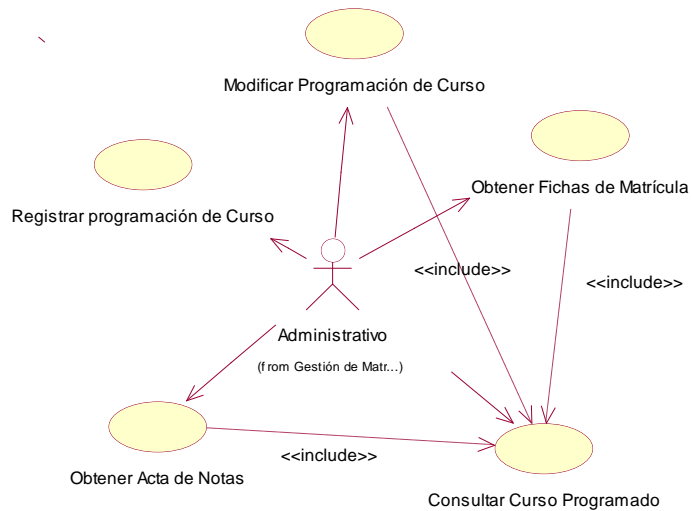 Modificar Programación de Curso
Obtener Fichas de Matrícula
Registrar programación de Curso
<<include>>
<<include>>
Administrativo
(from Gestión de Matr...)
<<include>>
Obtener Acta de Notas
Consultar Curso Programado